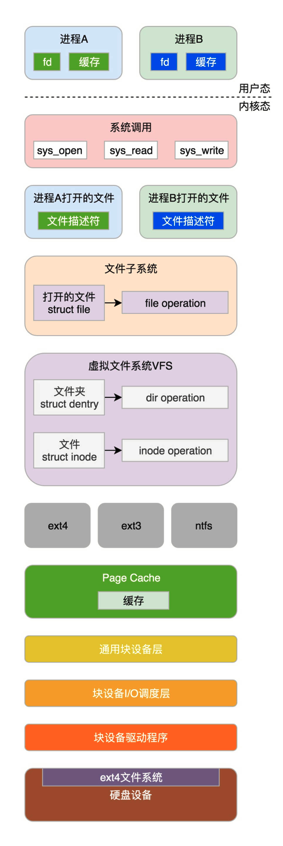 进程A
进程B
fd
缓存
fd
缓存
用户态
内核态
系统调用
sys_open
sys_read
sys_write
进程A打开的文件
进程B打开的文件
文件描述符
文件描述符
文件子系统
打开的文件
struct file
file operation
虚拟文件系统VFS
文件夹
struct dentry
dir operation
文件
struct inode
inode operation
ext4
ext3
ntfs
Page Cache
缓存
通用块设备层
块设备I/O调度层
块设备驱动程序
ext4文件系统
硬盘设备